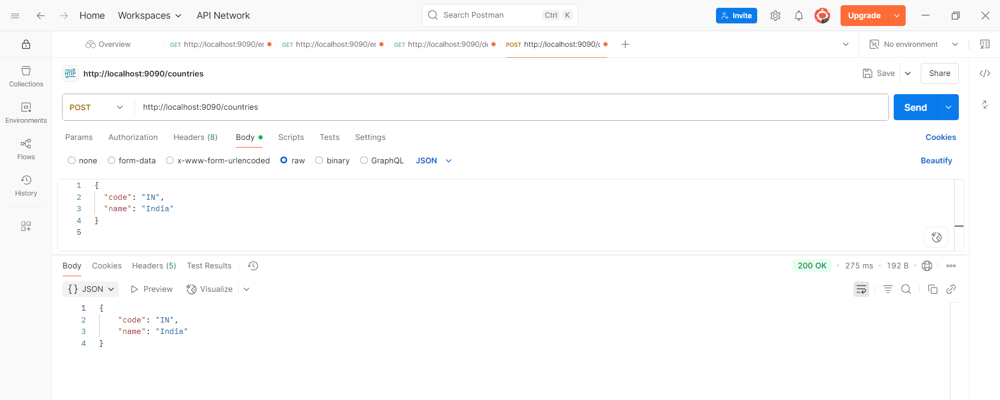 Home Workspaces API Network Search Postman Ctrl K Invite Upgrade
Overview GET http://localhost:9090/er GET http://localhost:9090/er GET http://localhost:9090/de POST http://localhost:9090/c No environment
HTTP http://localhost:9090/countries Save Share
POST http://localhost:9090/countries Send
Params Authorization Headers (8) Body Scripts Tests Settings Cookies
none form-data x-www-form-urlencoded raw binary GraphQL JSON Beautify
Collections
Environments
Flows
History
1 {
2 "code": "IN",
3 "name": "India"
4 }
5
Body Cookies Headers (5) Test Results 200 OK 275 ms 192 B
{} JSON Preview Visualize
1 {
2 "code": "IN",
3 "name": "India"
4 }